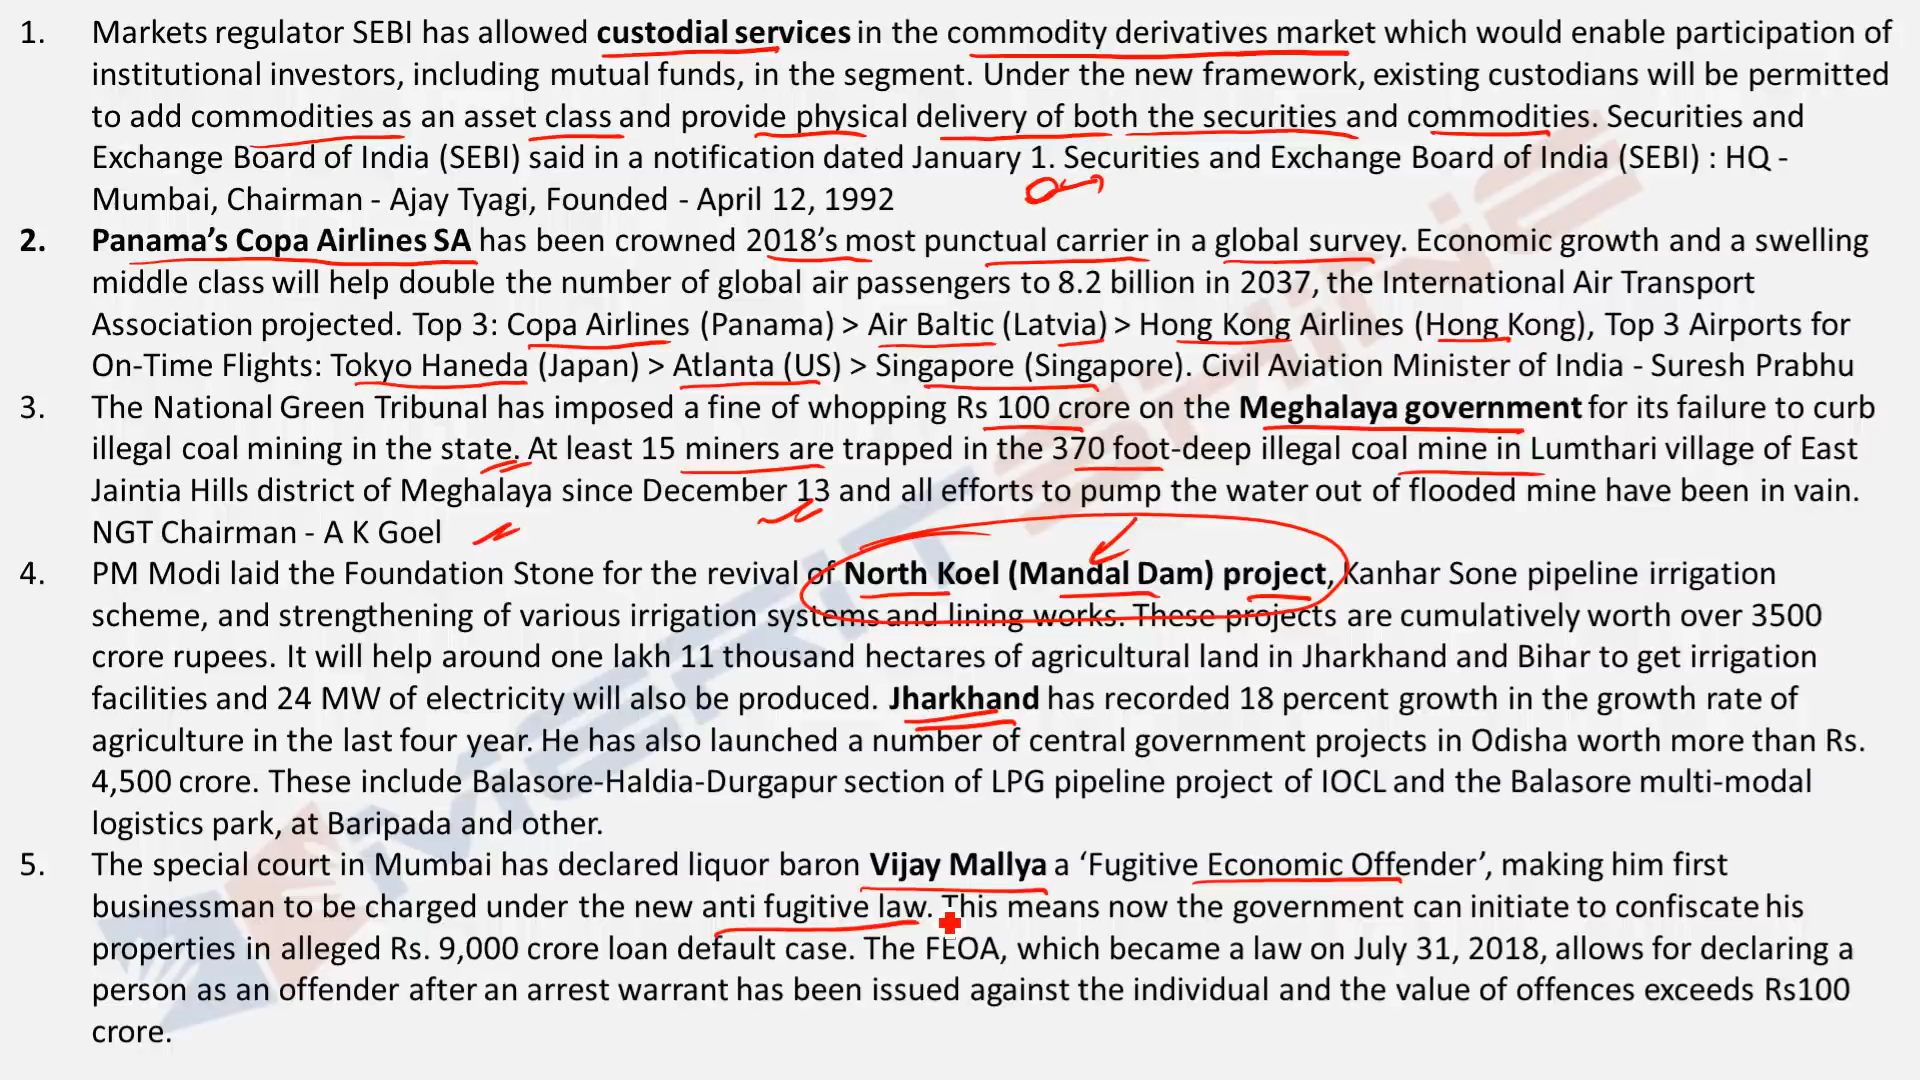 1. Markets regulator SEBI has allowed custodial services in the commodity derivatives market which would enable participation of
institutional investors, including mutual funds, in the segment. Under the new framework, existing custodians will be permitted
to add commodities as an asset class and provide physical delivery of both the securities and commodities. Securities and
Exchange Board of India (SEBI) said in a notification dated January 1. Securities and Exchange Board of India (SEBI) : HQ -
Mumbai, Chairman - Ajay Tyagi, Founded - April 12, 1992
2. Panama's Copa Airlines SA has been crowned 2018's most punctual carrier in a global survey. Economic growth and a swelling
middle class will help double the number of global air passengers to 8.2 billion in 2037, the International Air Transport
Association projected. Top 3: Copa Airlines (Panama) > Air Baltic (Latvia) > Hong Kong Airlines (Hong Kong), Top 3 Airports for
On-Time Flights: Tokyo Haneda (Japan) > Atlanta (US) > Singapore (Singapore). Civil Aviation Minister of India - Suresh Prabhu
3. The National Green Tribunal has imposed a fine of whopping Rs 100 crore on the Meghalaya government for its failure to curb
illegal coal mining in the state. At least 15 miners are trapped in the 370 foot-deep illegal coal mine in Lumthari village of East
Jaintia Hills district of Meghalaya since December 13 and all efforts to pump the water out of flooded mine have been in vain.
NGT Chairman - A K Goel
4. PM Modi laid the Foundation Stone for the revival of North Koel (Mandal Dam) project, Kanhar Sone pipeline irrigation
scheme, and strengthening of various irrigation systems and lining works. These projects are cumulatively worth over 3500
crore rupees. It will help around one lakh 11 thousand hectares of agricultural land in Jharkhand and Bihar to get irrigation
facilities and 24 MW of electricity will also be produced. Jharkhand has recorded 18 percent growth in the growth rate of
agriculture in the last four year. He has also launched a number of central government projects in Odisha worth more than Rs.
4,500 crore. These include Balasore-Haldia-Durgapur section of LPG pipeline project of IOCL and the Balasore multi-modal
logistics park, at Baripada and other.
5. The special court in Mumbai has declared liquor baron Vijay Mallya a ‘Fugitive Economic Offender’, making him first
businessman to be charged under the new anti fugitive law. This means now the government can initiate to confiscate his
properties in alleged Rs. 9,000 crore loan default case. The FEOA, which became a law on July 31, 2018, allows for declaring a
person as an offender after an arrest warrant has been issued against the individual and the value of offences exceeds Rs100
crore.